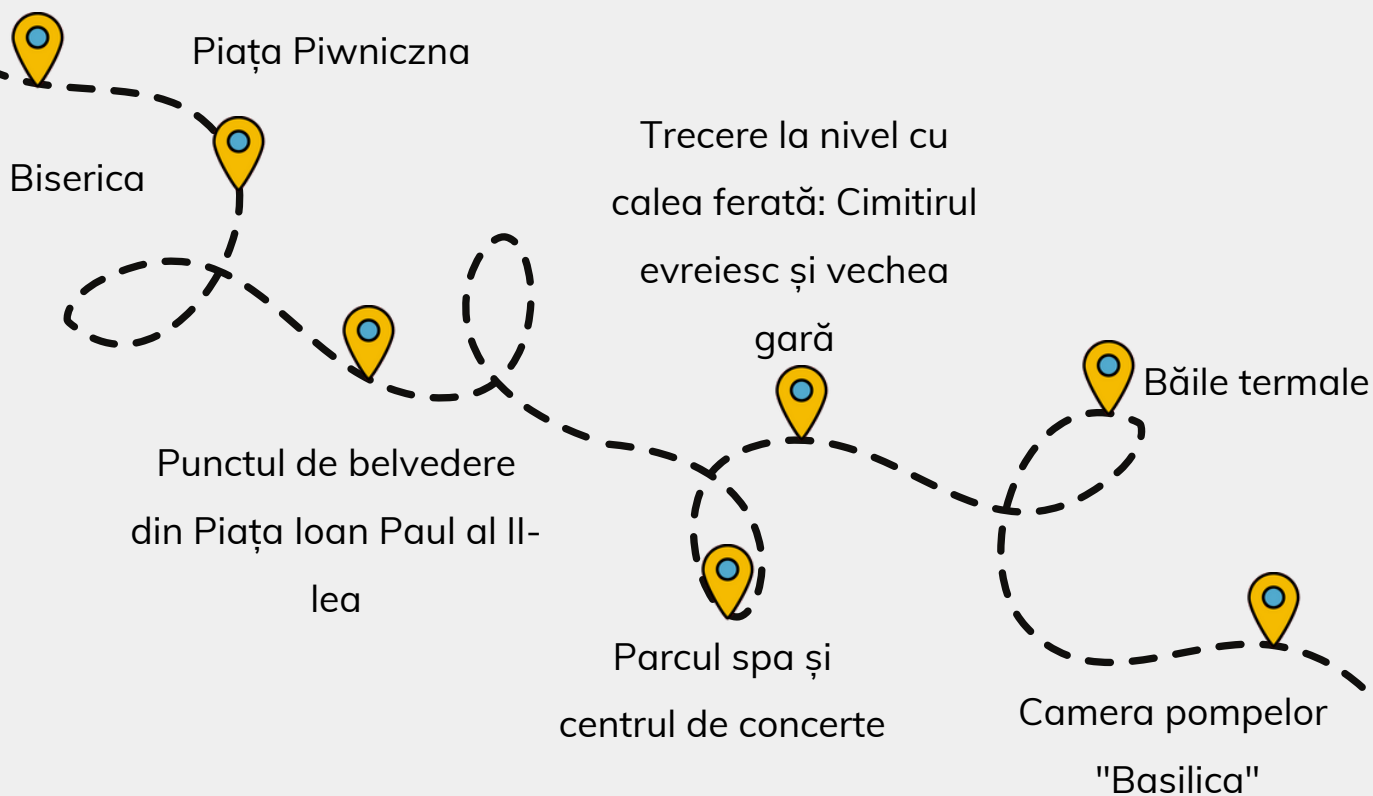 Piața Piwniczna
Biserica
Trecere la nivel cu
calea ferată: Cimitirul
evreiesc și vechea
gară
Băile termale
Punctul de belvedere
din Piața Ioan Paul al II-
lea
Parcul spa și
centrul de concerte
Camera pompelor
"Basilica"